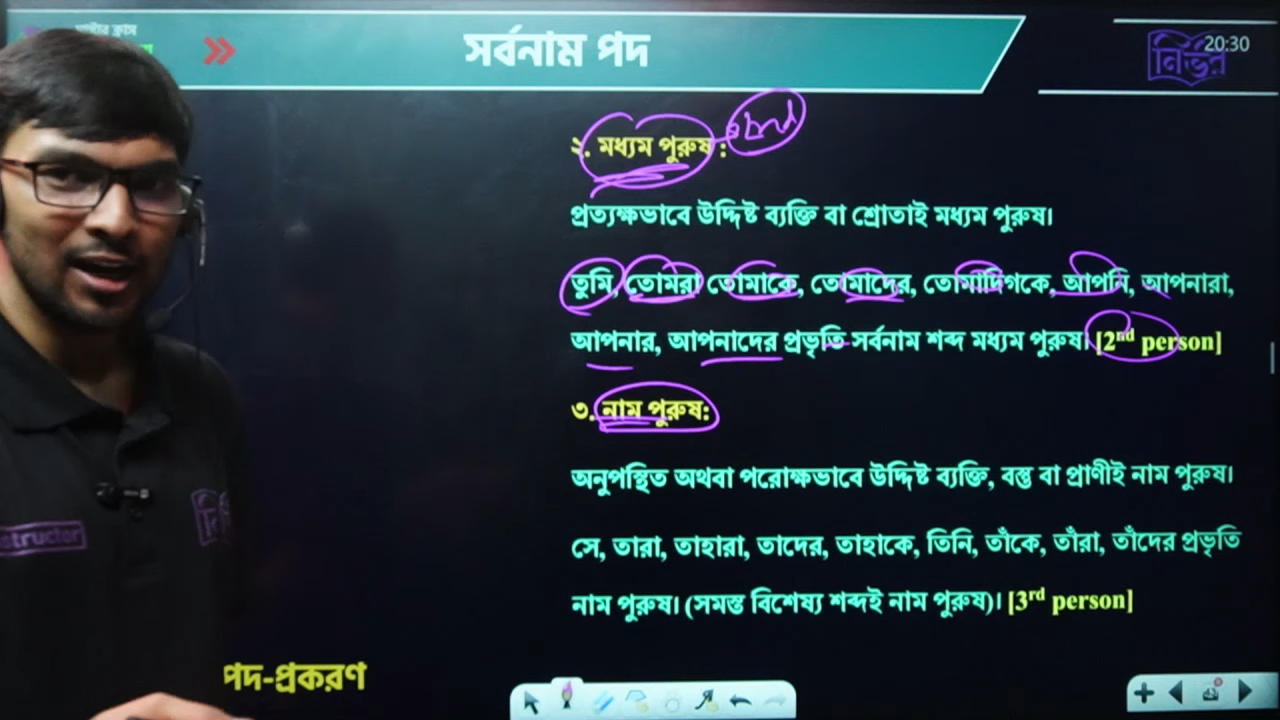 সর্বনাম পদ
20:30
নির্ভর
২. মধ্যম পুরুষ :
2nd
প্রত্যক্ষভাবে উদ্দিষ্ট ব্যক্তি বা শ্রোতাই মধ্যম পুরুষ।
তুমি, তোমরা তোমাকে, তোমাদের, তোমাদিগকে, আপনি, আপনারা,
আপনার, আপনাদের প্রভৃতি সর্বনাম শব্দ মধ্যম পুরুষ। [2nd person]
৩. নাম পুরুষ:
অনুপস্থিত অথবা পরোক্ষভাবে উদ্দিষ্ট ব্যক্তি, বস্তু বা প্রাণীই নাম পুরুষ।
সে, তারা, তাহারা, তাদের, তাহাকে, তিনি, তাঁকে, তাঁরা, তাঁদের প্রভৃতি
নাম পুরুষ। (সমস্ত বিশেষ্য শব্দই নাম পুরুষ)। [3rd person]
পদ-প্রকরণ